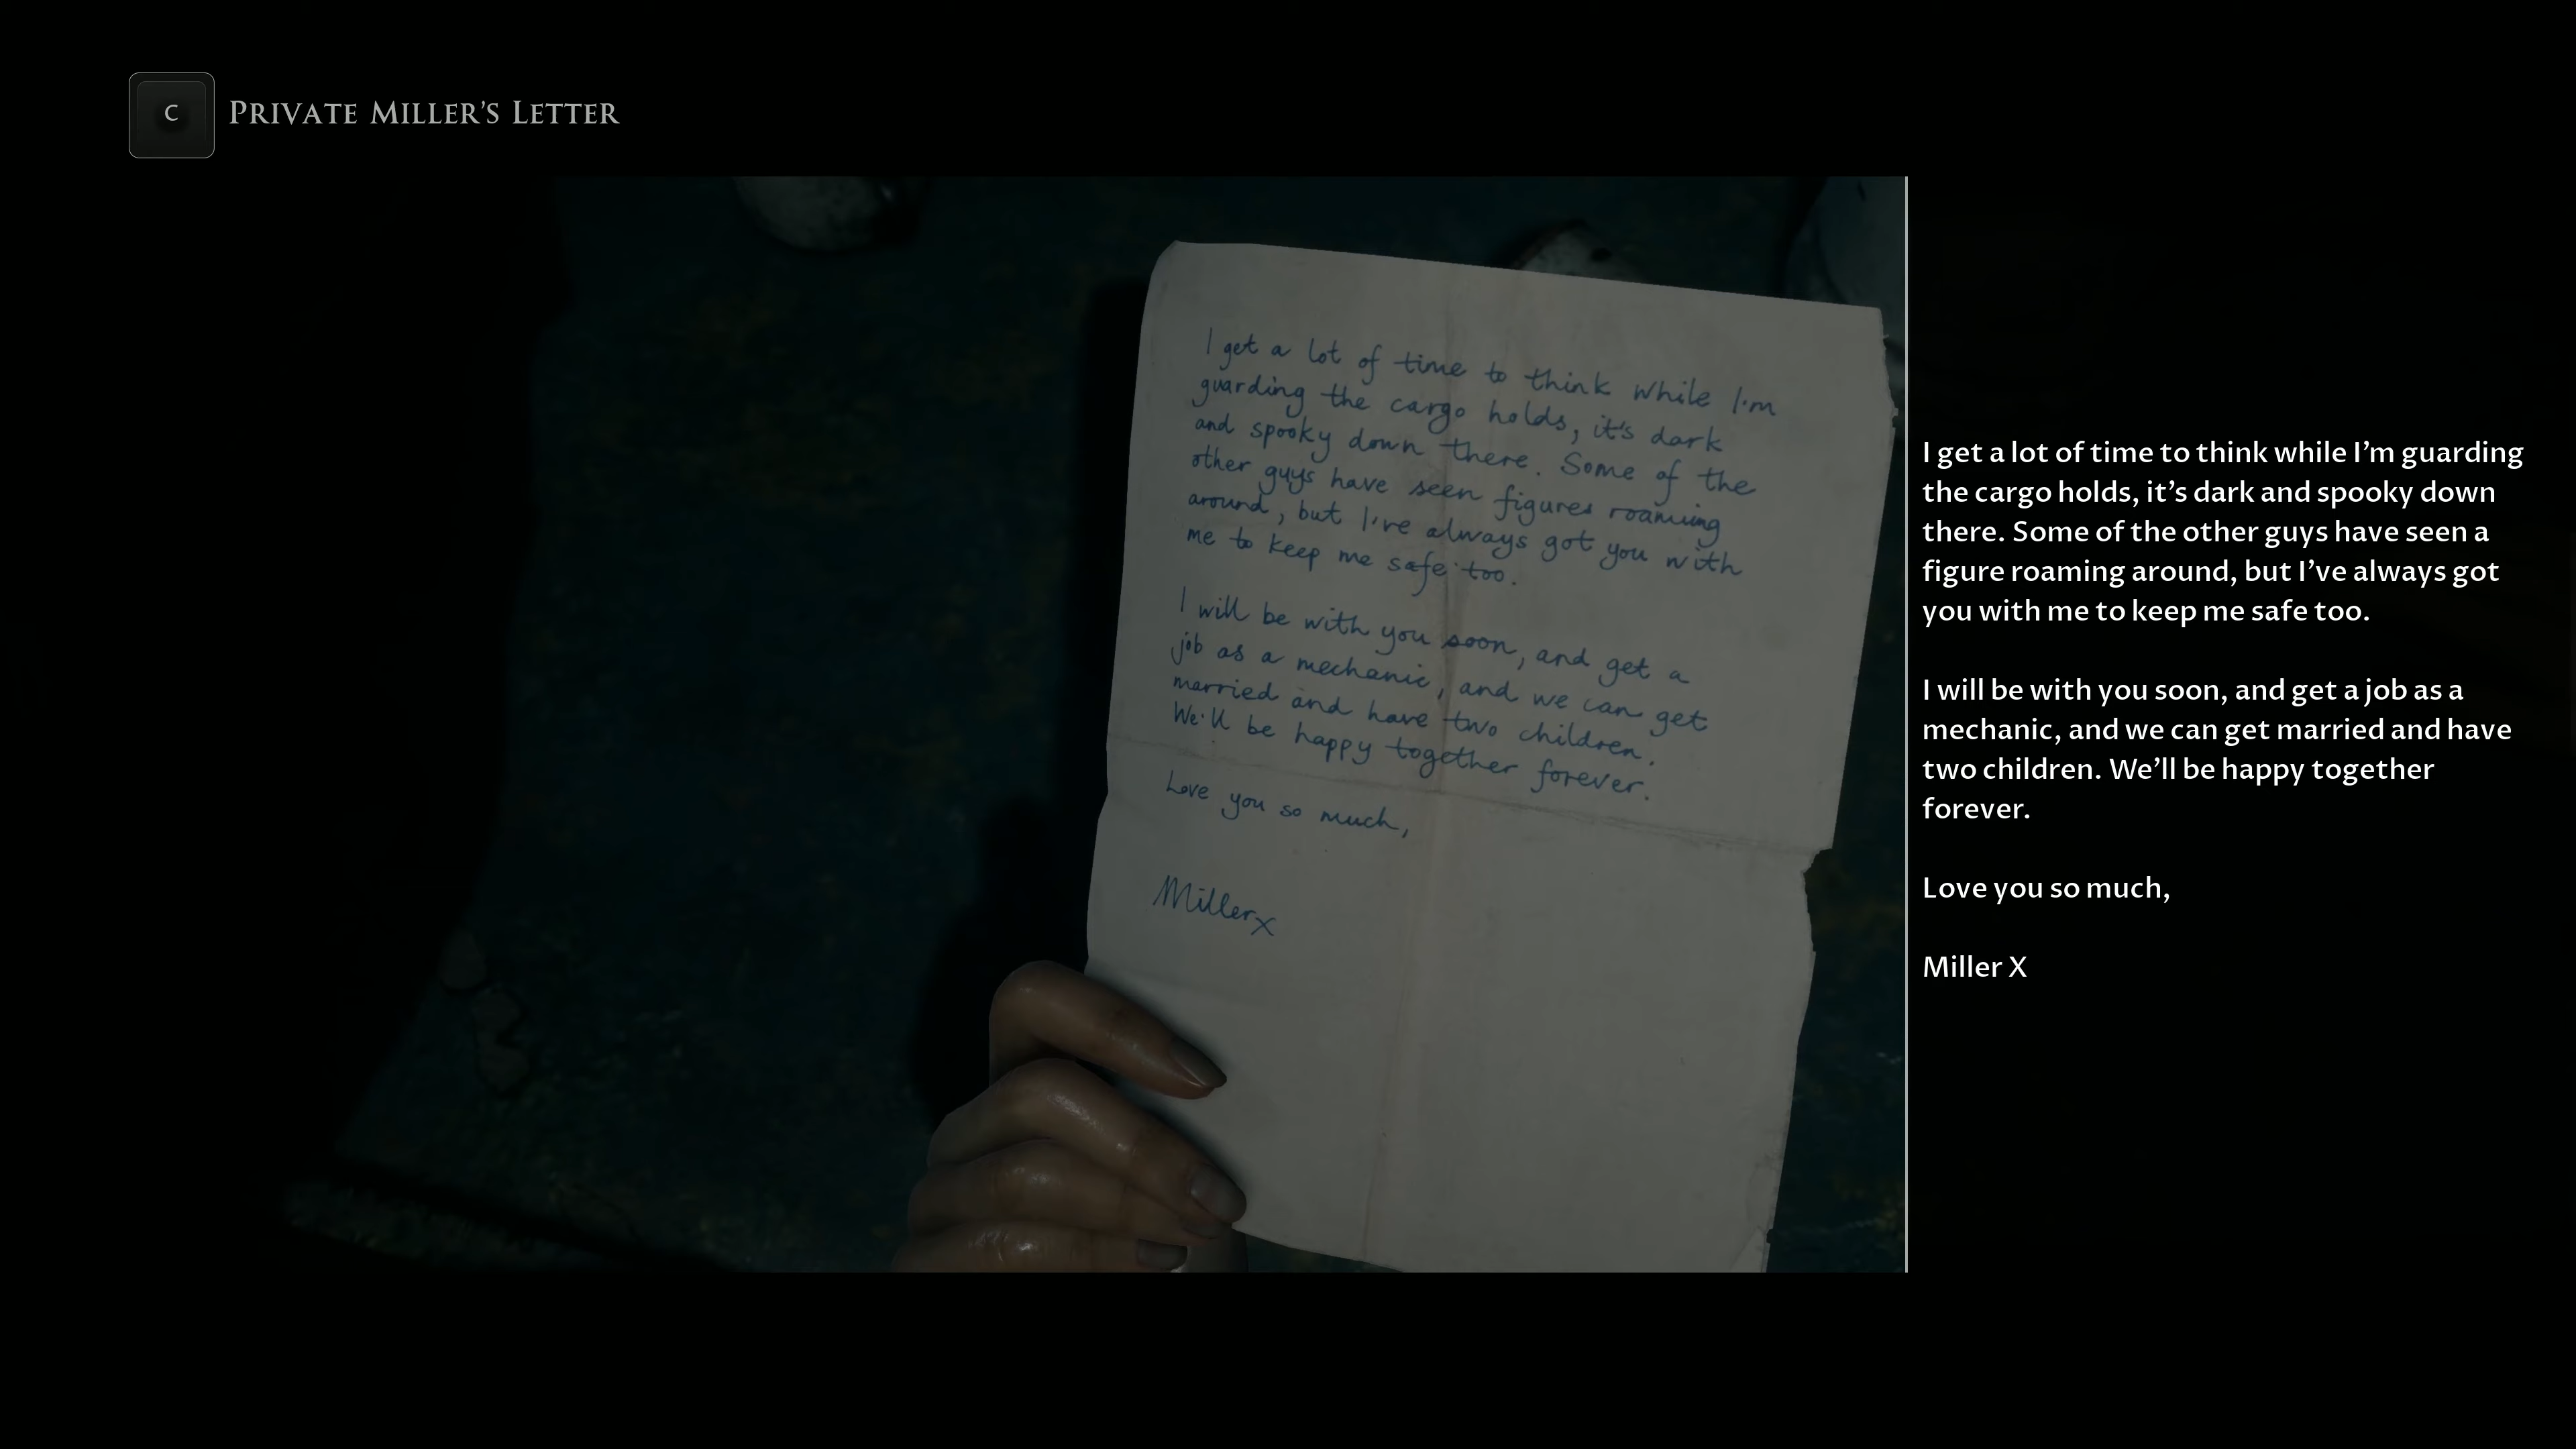 C
PRIVATE MILLER'S LETTER
I get a lot of time to think while I'm
guarding the cargo holds, it's dark
and spooky down there. Some of the
other guys have seen figures roaming
around, but I've always got you with
me to keep me safe too.
I will be with you soon, and get a
job as a mechanic, and we can get
married and have two children.
We'll be happy together forever.
Love you so much,
Miller x
I get a lot of time to think while I'm guarding
the cargo holds, it's dark and spooky down
there. Some of the other guys have seen a
figure roaming around, but I've always got
you with me to keep me safe too.
I will be with you soon, and get a job as a
mechanic, and we can get married and have
two children. We'll be happy together
forever.
Love you so much,
Miller X